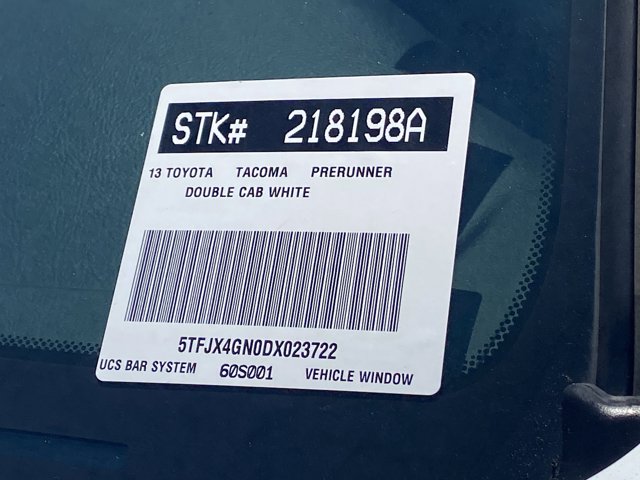 STK# 218198A
13 TOYOTA TACOMA PRERUNNER
DOUBLE CAB WHITE
5TFJX4GN0DX023722
UCS BAR SYSTEM 60S001 VEHICLE WINDOW